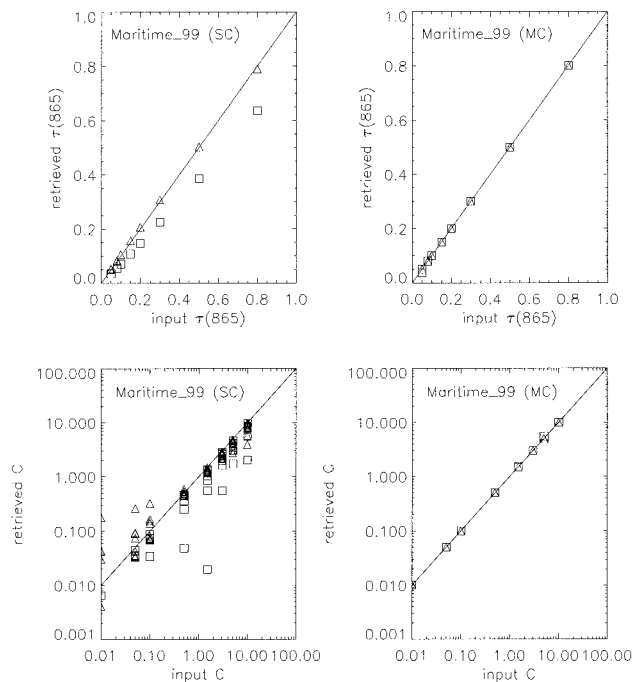 Maritime_99 (SC)
1.0
0.8
0.6
0.4
0.2
0.0
retrieved τ(865)
0.0 0.2 0.4 0.6 0.8 1.0
input τ(865)
Maritime_99 (MC)
1.0
0.8
0.6
0.4
0.2
0.0
retrieved τ(865)
0.0 0.2 0.4 0.6 0.8 1.0
input τ(865)
Maritime_99 (SC)
100.000
10.000
1.000
0.100
0.010
0.001
retrieved C
0.01 0.10 1.00 10.00 100.00
input C
Maritime_99 (MC)
100.000
10.000
1.000
0.100
0.010
0.001
retrieved C
0.01 0.10 1.00 10.00 100.00
input C